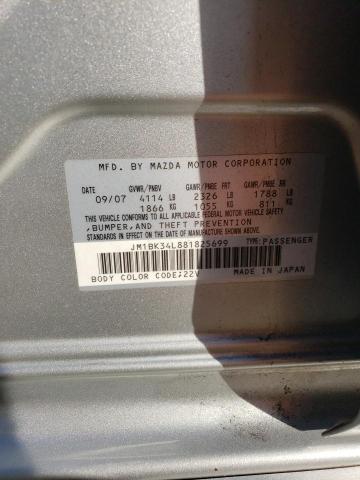 MFD. BY MAZDA MOTOR CORPORATION
DATE GVWR/PNBV GAWR/PNBE FRT GAWR/PNBE RR
09/07 4114 LB 2326 LB 1788 LB
1866 KG 1055 KG 811 KG
THIS VEHICLE CONFORMS TO ALL APPLICABLE FEDERAL MOTOR VEHICLE SAFETY
,BUMPER,AND THEFT PREVENTION
STANDARDS IN EFFECT ON THE DATE OF MANUFACTURE SHOWN ABOVE.
JM1BK34L881825699 TYPE: PASSENGER
BODY COLOR CODE:22V MADE IN JAPAN